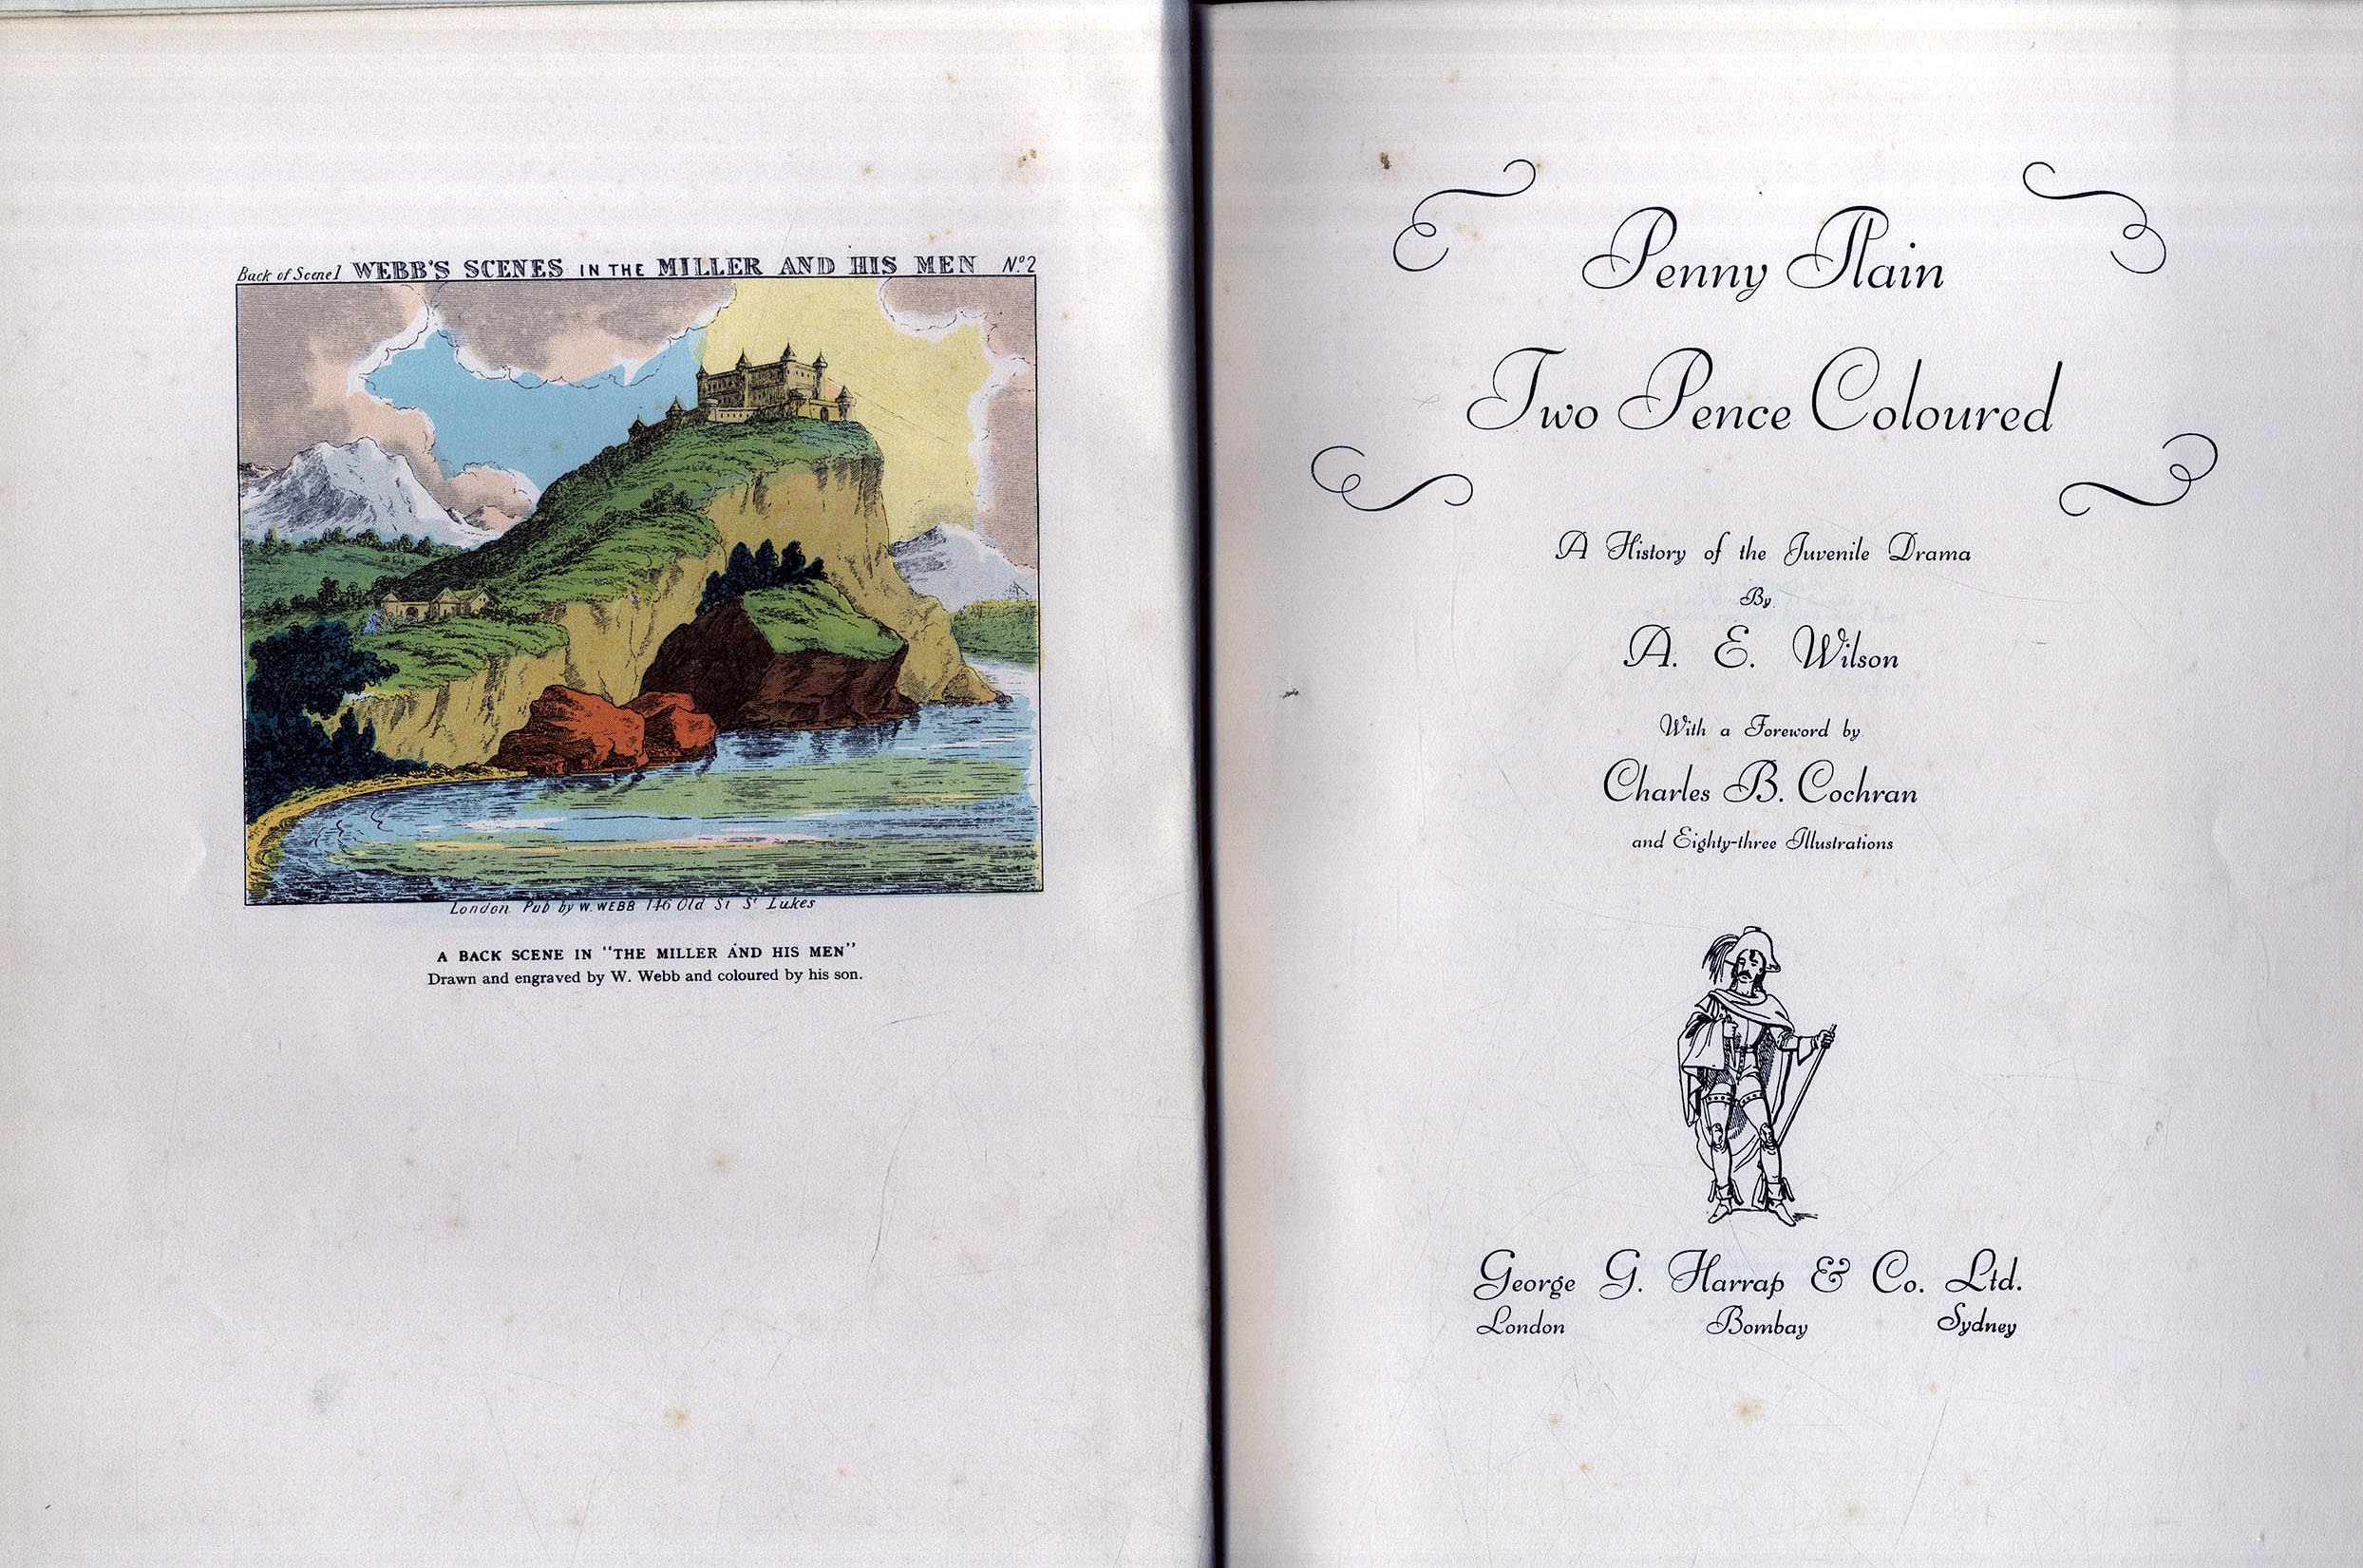 Back of Scene 1 WEBB'S SCENES IN THE MILLER AND HIS MEN No. 2
London Pub by W. WEBB 146 Old St St Lukes
A BACK SCENE IN "THE MILLER AND HIS MEN"
Drawn and engraved by W. Webb and coloured by his son.
Penny Plain
Two Pence Coloured
A History of the Juvenile Drama
By
A. E. Wilson
With a Foreword by
Charles B. Cochran
and Eighty-three Illustrations
George G. Harrap & Co. Ltd.
London Bombay Sydney